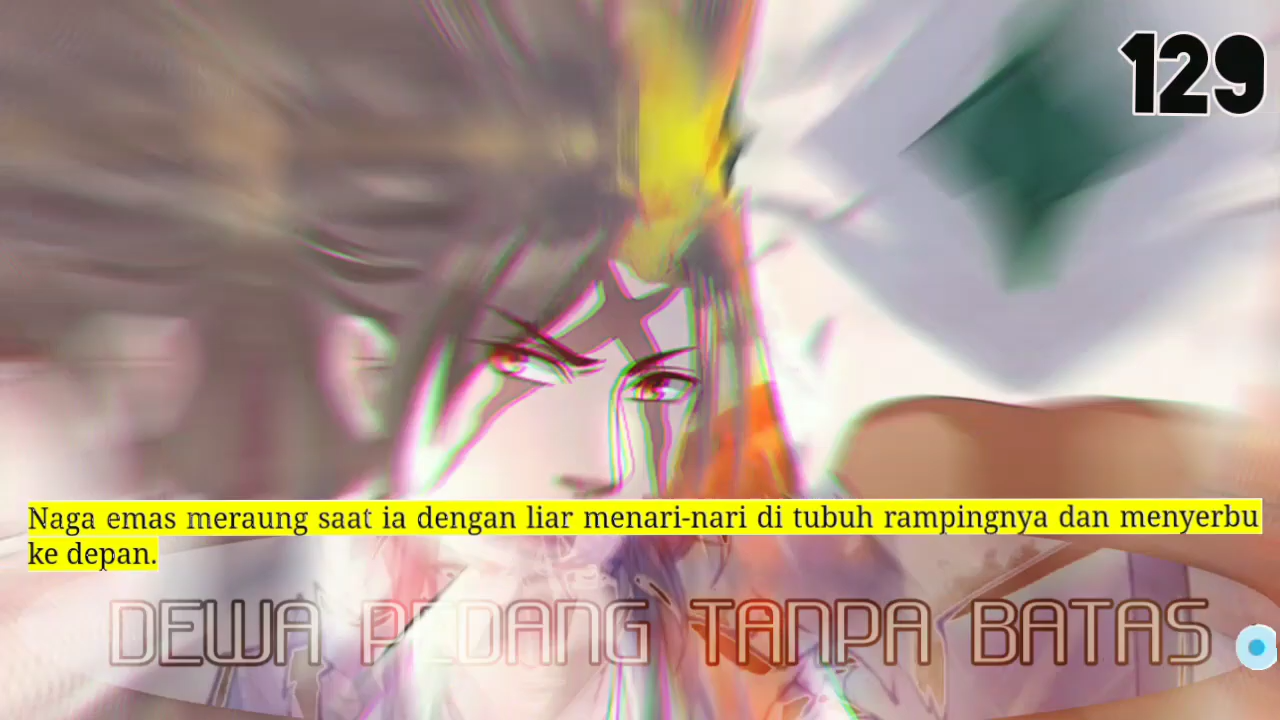 129
Naga emas meraung saat ia dengan liar menari-nari di tubuh rampingnya dan menyerbu
ke depan.
DEWA PEDANG TANPA BATAS